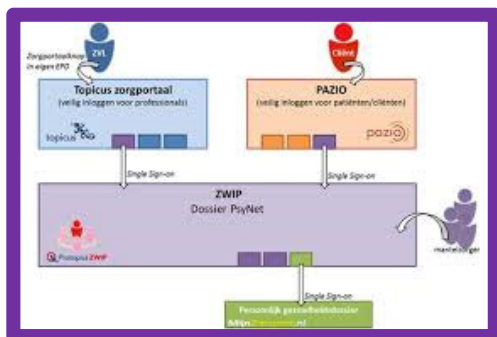 ZVL
Cliënt
Zorgportaalknop
in eigen EPD
Topicus zorgportaal
(veilig inloggen voor professionals)
topicus
PAZIO
(veilig inloggen voor patiënten/cliënten)
pazio
Single Sign-on
Single Sign-on
ZWIP
Dossier PsyNet
ZWIP
mantelzorger
Single Sign-on
Persoonlijk gezondheidsdossier